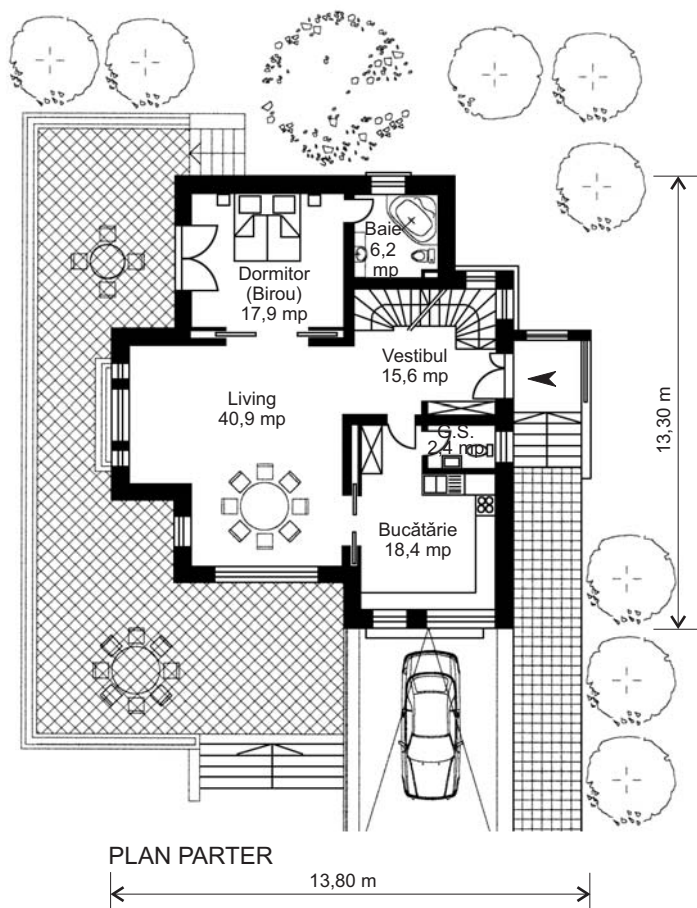 Baie
6,2
mp
Dormitor
(Birou)
17,9 mp
Vestibul
15,6 mp
Living
40,9 mp
G.S.
2,4 mp
Bucătărie
18,4 mp
13,30 m
PLAN PARTER
13,80 m